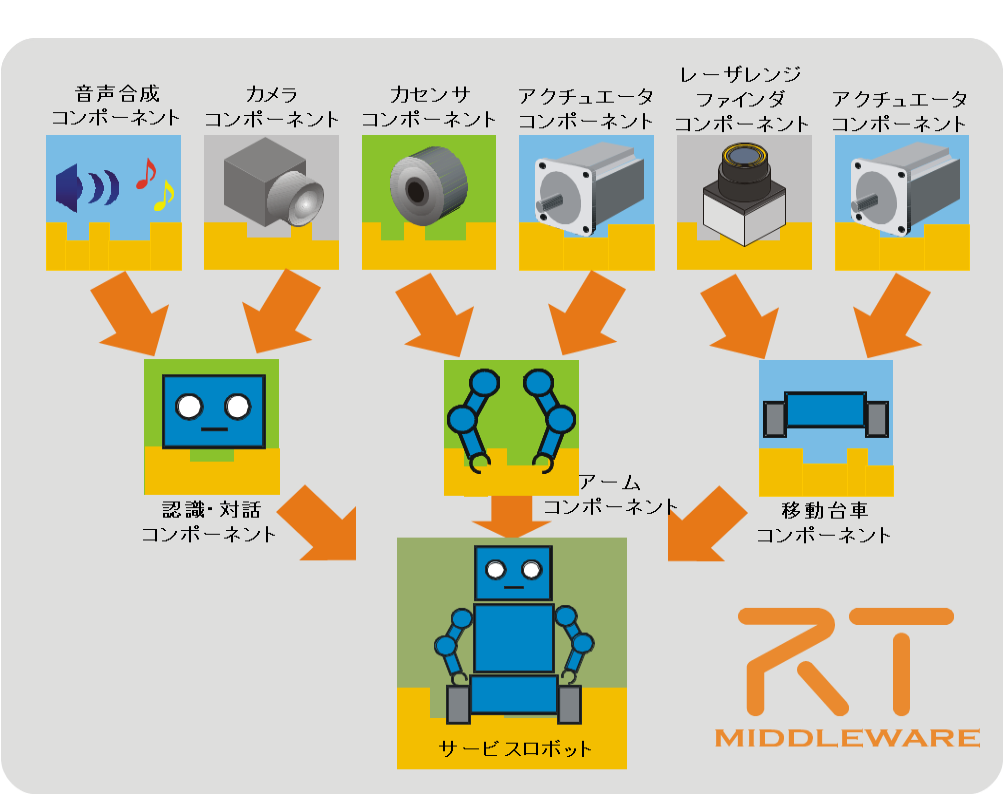 音声合成
コンポーネント
カメラ
コンポーネント
力センサ
コンポーネント
アクチュエータ
コンポーネント
レーザレンジ
ファインダ
コンポーネント
アクチュエータ
コンポーネント
認識・対話
コンポーネント
アーム
コンポーネント
移動台車
コンポーネント
サービスロボット
RT
MIDDLEWARE